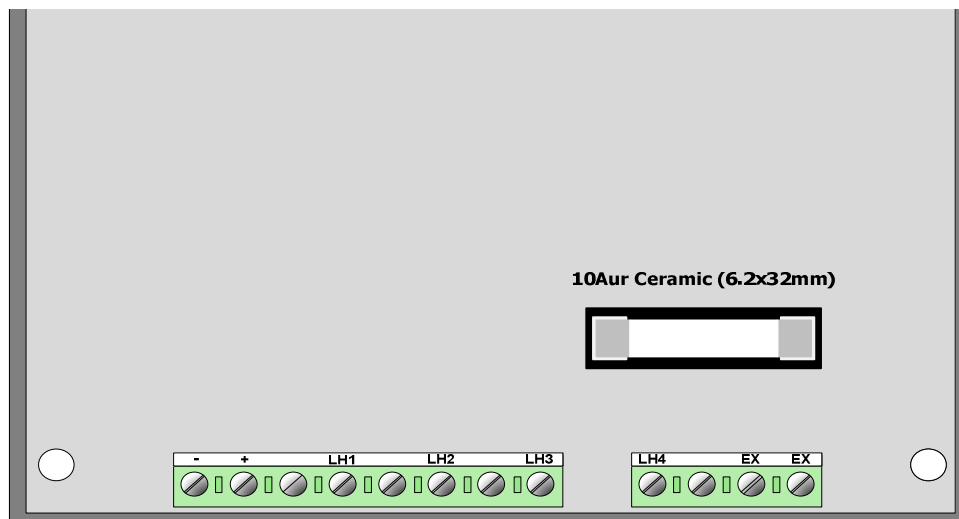 10Aur Ceramic (6.2x32mm)
- + LH1 LH2 LH3 LH4 EX EX